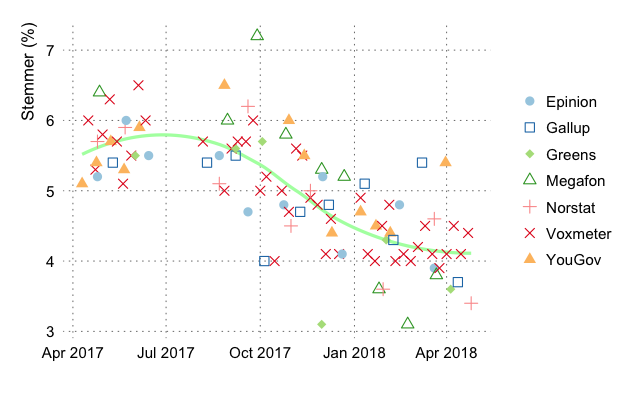 Stemmer (%)
7
6
5
4
3
Apr 2017
Jul 2017
Oct 2017
Jan 2018
Apr 2018
Epinion
Gallup
Greens
Megafon
Norstat
Voxmeter
YouGov